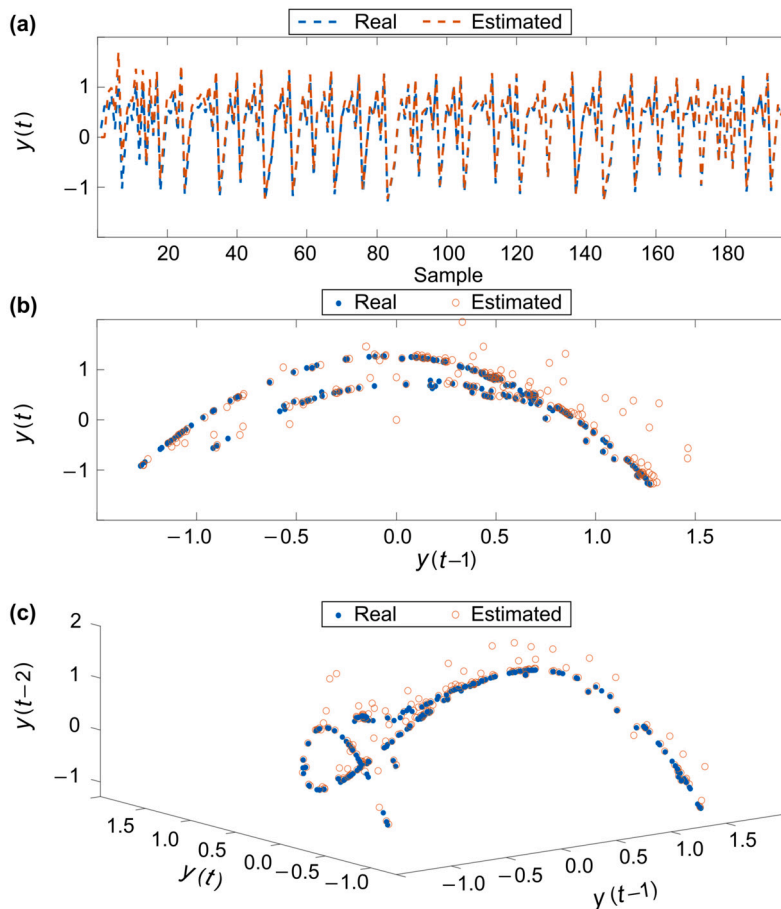 (a)
Real Estimated
y(t)
1
0
−1
20 40 60 80 100 120 140 160 180
Sample
(b)
Real Estimated
y(t)
1
0
−1
−1.0 −0.5 0.0 0.5 1.0 1.5
y(t−1)
(c)
Real Estimated
y(t−2)
2
1
0
−1
1.5 1.0 0.5 0.0 −0.5 −1.0
y(t)
−1.0 −0.5 0.0 0.5 1.0 1.5
y(t−1)